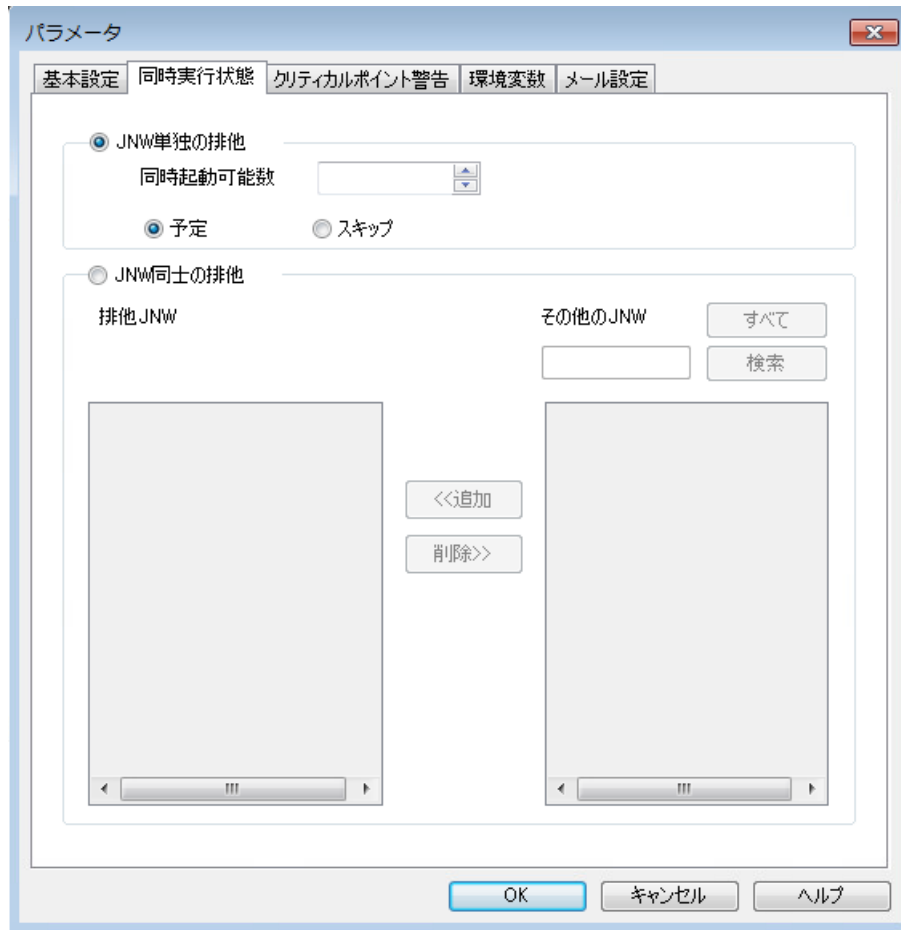 パラメータ
基本設定 同時実行状態 クリティカルポイント警告 環境変数 メール設定
JNW単独の排他
同時起動可能数
予定 スキップ
JNW同士の排他
排他JNW その他のJNW すべて
検索
<<追加
削除>>
OK キャンセル ヘルプ